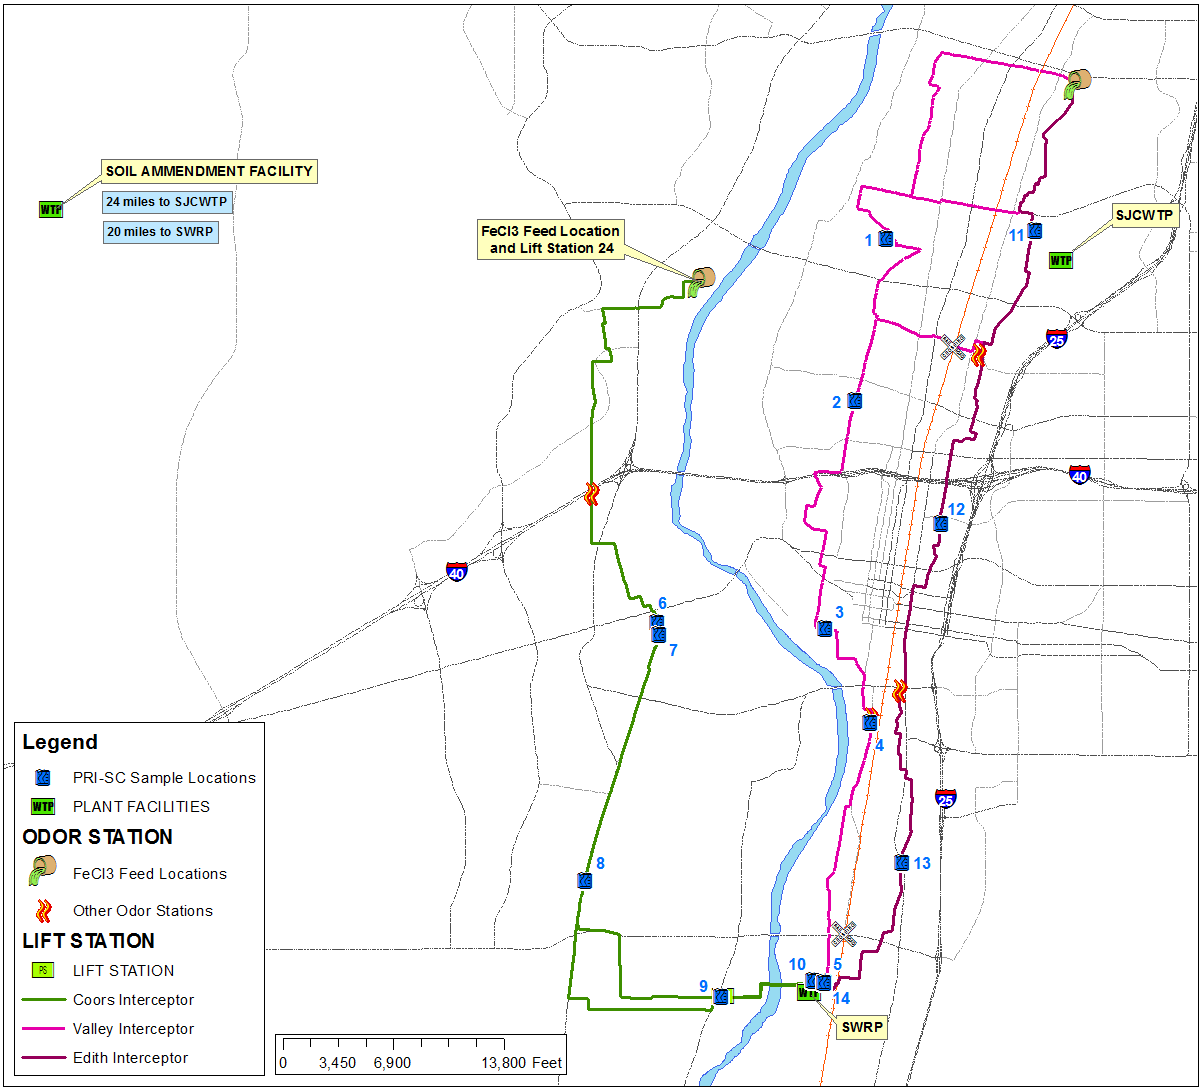 SOIL AMMENDMENT FACILITY
WTP
24 miles to SJCWTP
20 miles to SWRP
FeCl3 Feed Location
and Lift Station 24
SJCWTP
WTP
1
11
25
2
40
12
40
6
7
3
4
25
8
13
9
10
5
14
WTP
SWRP
Legend
PRI-SC Sample Locations
WTP PLANT FACILITIES
ODOR STATION
FeCl3 Feed Locations
Other Odor Stations
LIFT STATION
PS LIFT STATION
Coors Interceptor
Valley Interceptor
Edith Interceptor
0 3,450 6,900 13,800 Feet